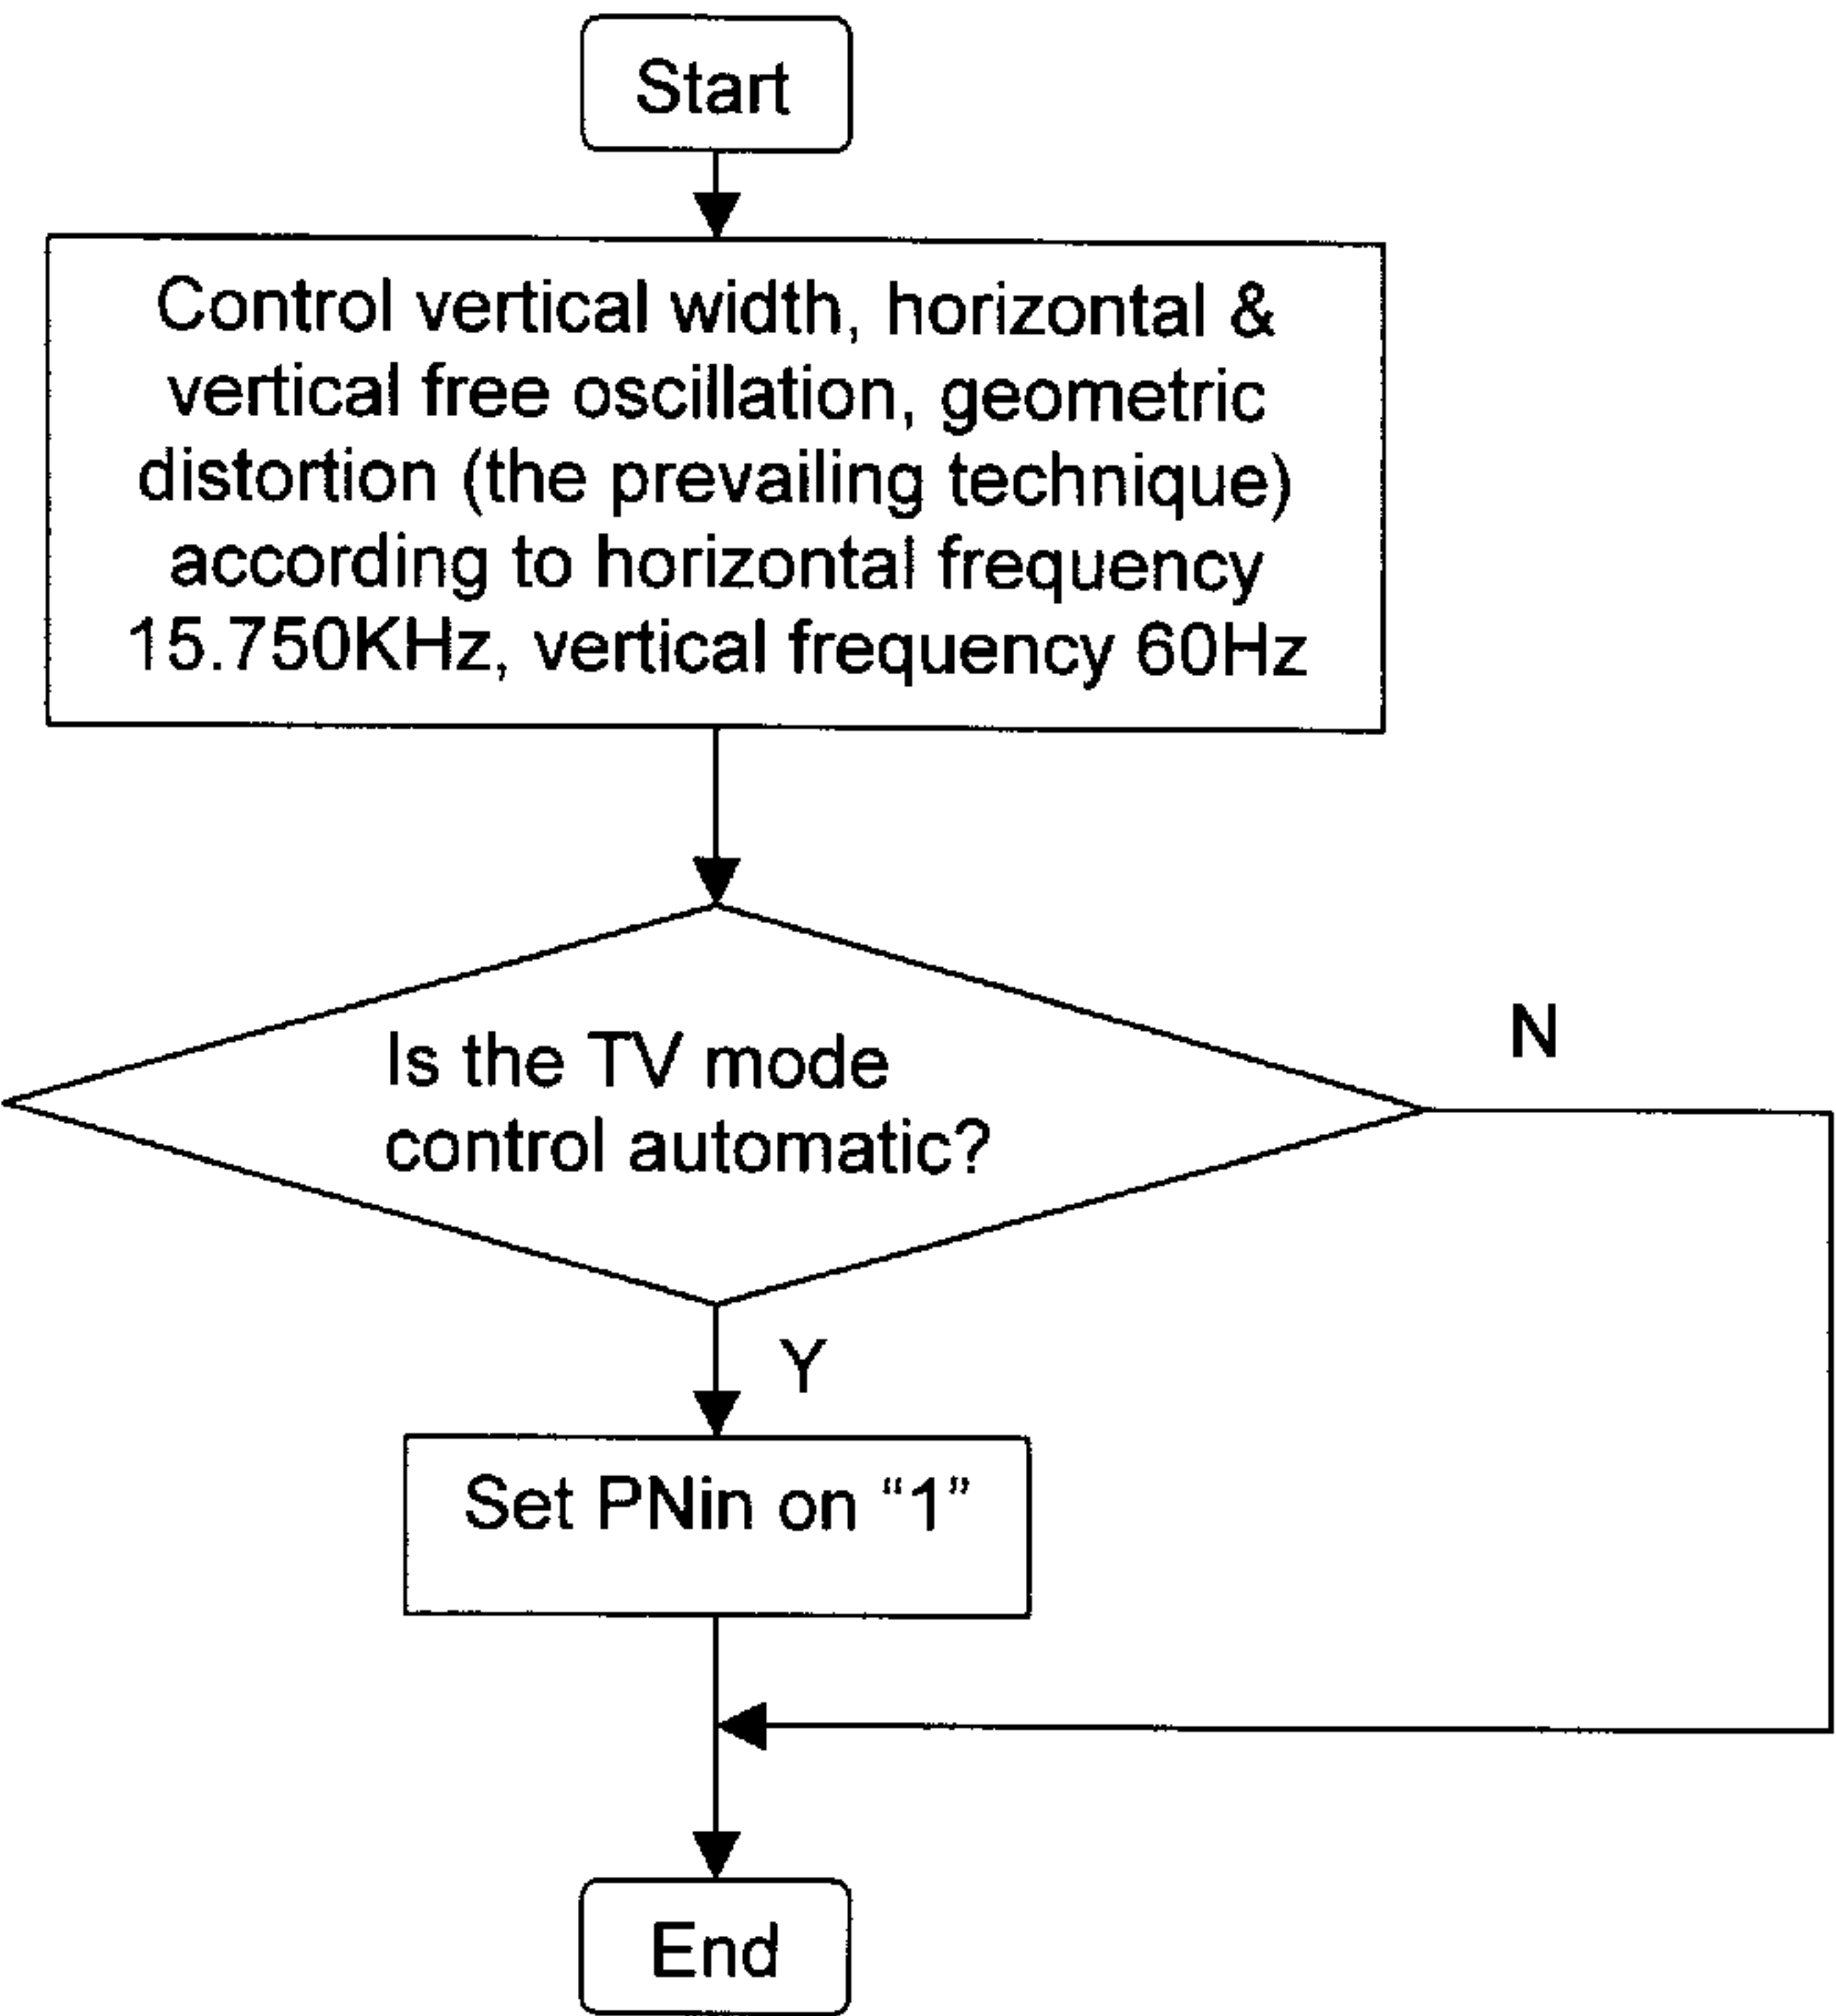 Start
Control vertical width, horizontal &
vertical free oscillation, geometric
distortion (the prevailing technique)
according to horizontal frequency
15.750KHz, vertical frequency 60Hz
Is the TV mode
control automatic?
N
Y
Set PNin on “1”
End